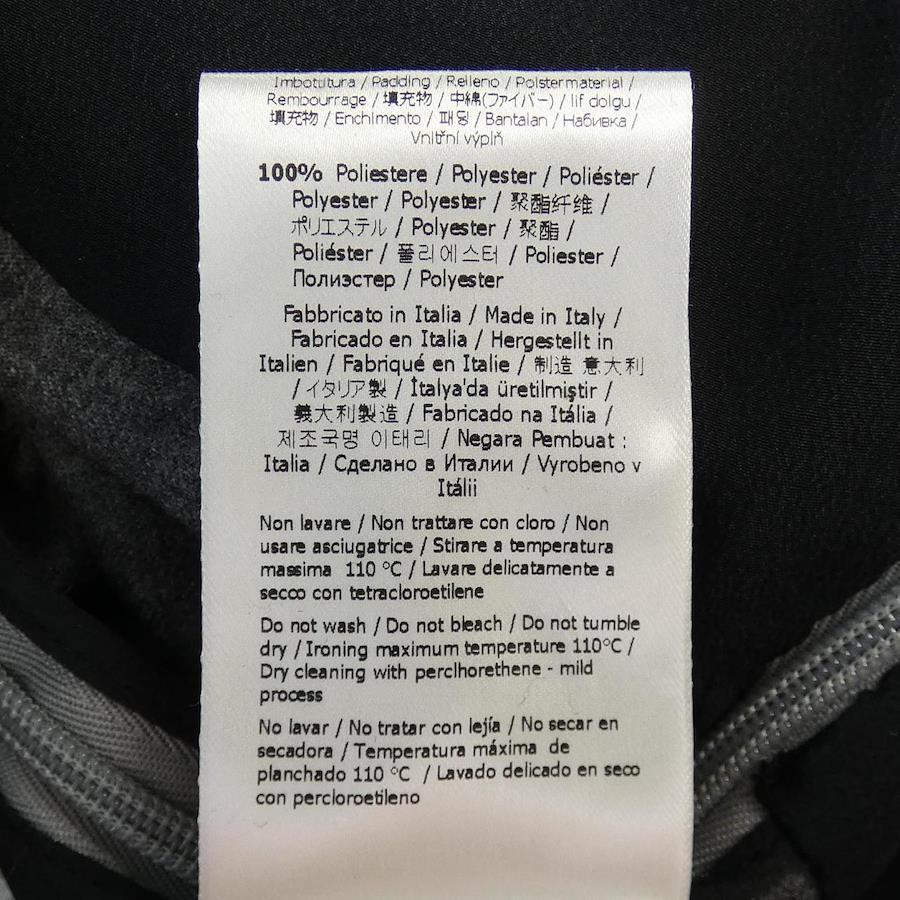 Imbottitura / Padding / Relleno / Polstermaterial /
Rembourrage / 填充物 / 中綿(ファイバー) / lif dolgu /
填充物 / Enchimento / 패딩 / Bantalan / Набивка /
Vnitřní výplň
100% Poliestere / Polyester / Poliéster /
Polyester / Polyester / 聚酯纤维 /
ポリエステル / Polyester / 聚酯 /
Poliéster / 폴리에스터 / Poliester /
Полиэстер / Polyester
Fabbricato in Italia / Made in Italy /
Fabricado en Italia / Hergestellt in
Italien / Fabriqué en Italie / 制造 意大利
/ イタリア製 / İtalya'da üretilmiştir /
義大利製造 / Fabricado na Itália /
제조국명 이태리 / Negara Pembuat :
Italia / Сделано в Италии / Vyrobeno v
Itálii
Non lavare / Non trattare con cloro / Non
usare asciugatrice / Stirare a temperatura
massima 110 °C / Lavare delicatamente a
secco con tetracloroetilene
Do not wash / Do not bleach / Do not tumble
dry / Ironing maximum temperature 110°C /
Dry cleaning with perclhorethene - mild
process
No lavar / No tratar con lejía / No secar en
secadora / Temperatura máxima de
planchado 110 °C / Lavado delicado en seco
con percloroetileno